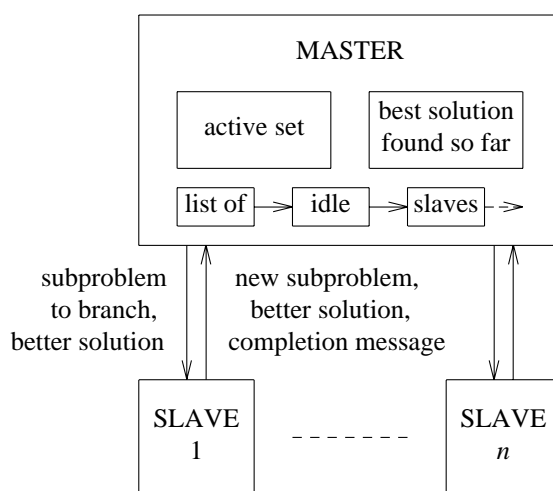 MASTER
active set
best solution
found so far
list of
idle
slaves
subproblem
to branch,
better solution
new subproblem,
better solution,
completion message
SLAVE
1
SLAVE
n